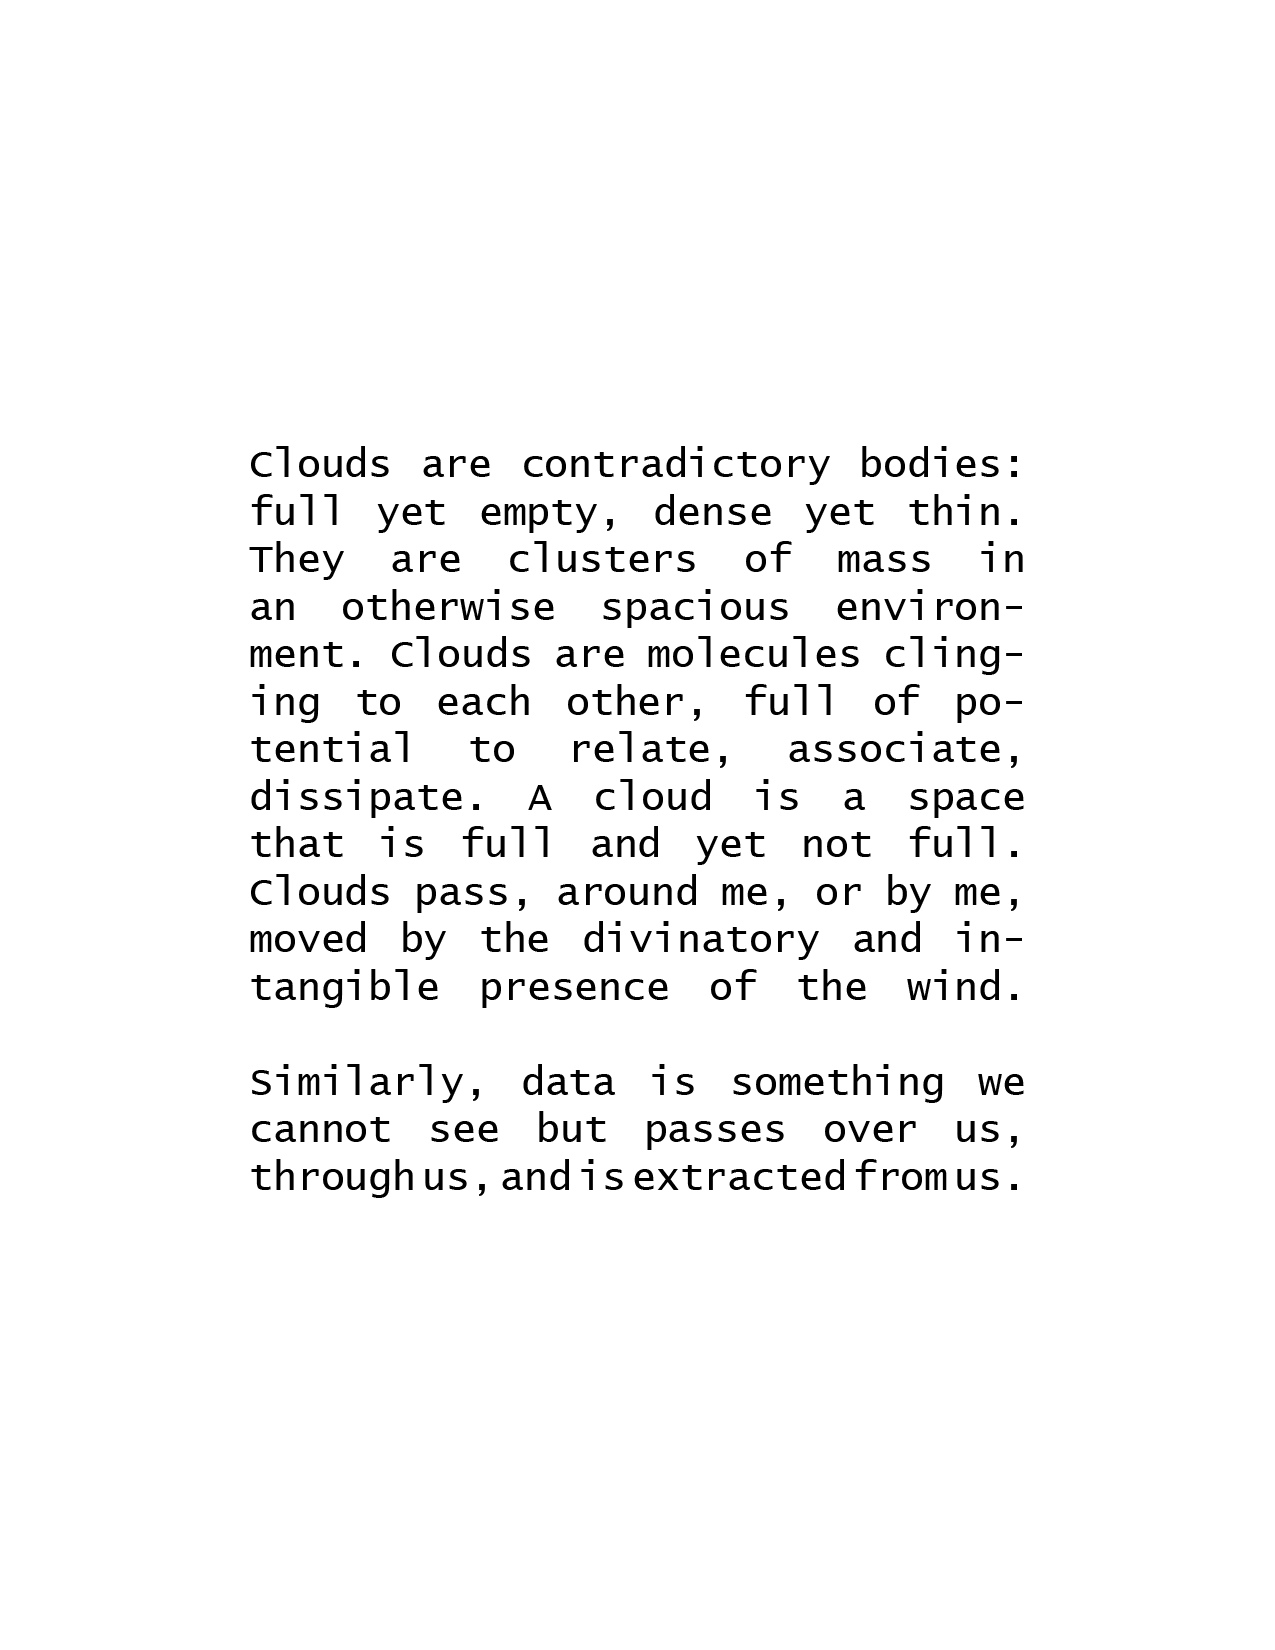 Clouds are contradictory bodies:
full yet empty, dense yet thin.
They are clusters of mass in
an otherwise spacious environ-
ment. Clouds are molecules cling-
ing to each other, full of po-
tential to relate, associate,
dissipate. A cloud is a space
that is full and yet not full.
Clouds pass, around me, or by me,
moved by the divinatory and in-
tangible presence of the wind.

Similarly, data is something we
cannot see but passes over us,
through us, and is extracted from us.